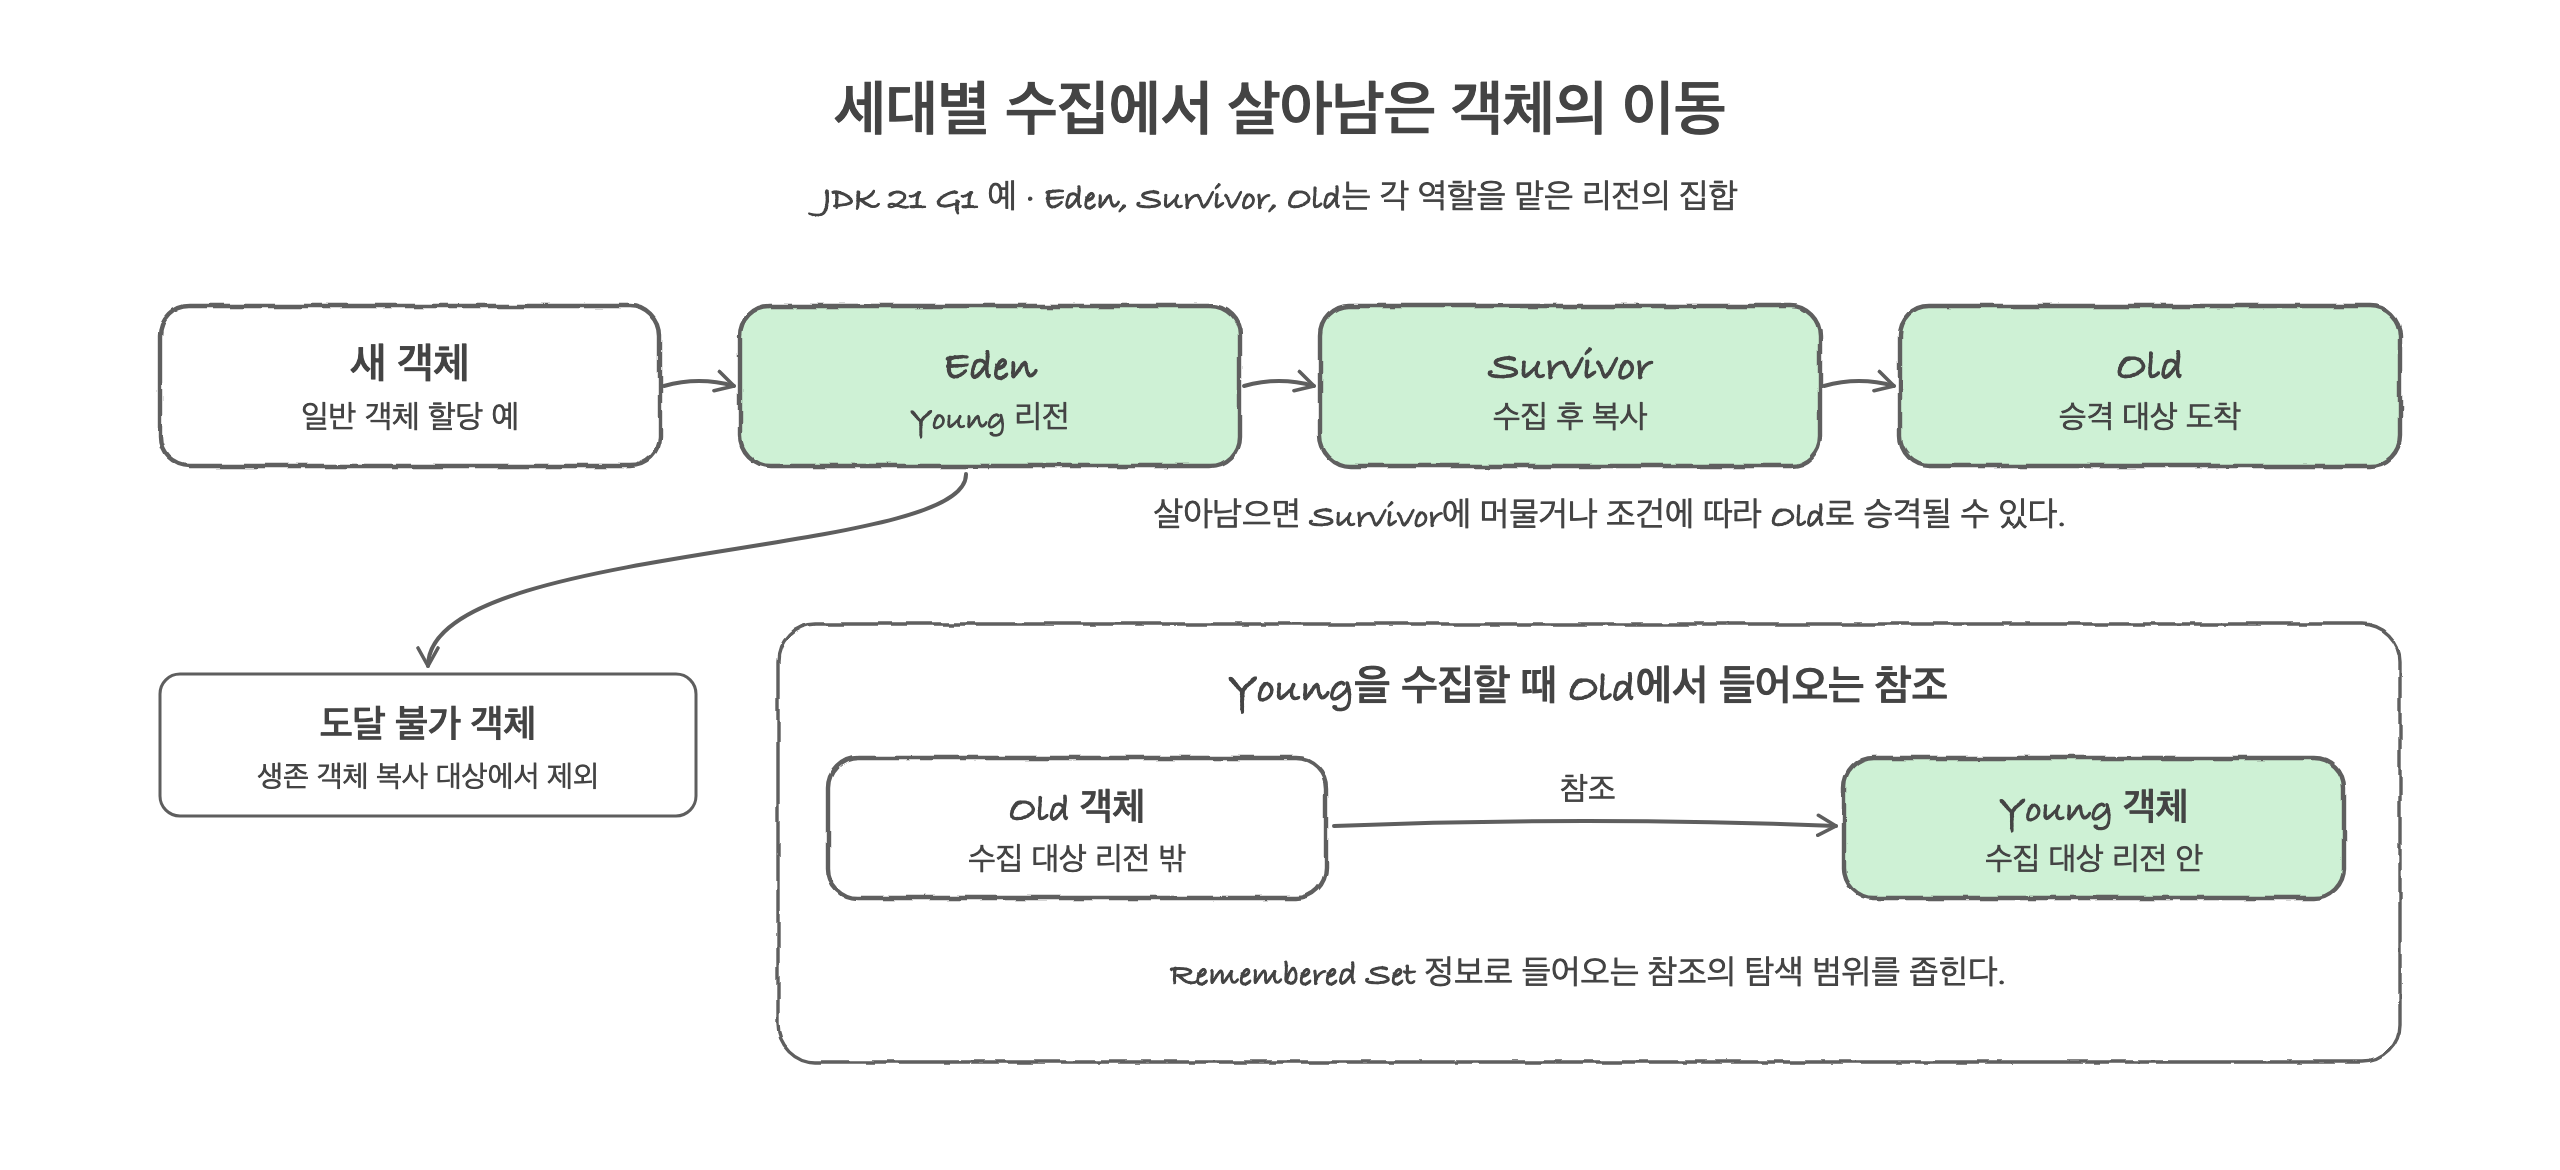 세대별 수집에서 살아남은 객체의 이동
JDK 21 G1 예 · Eden, Survivor, Old는 각 역할을 맡은 리전의 집합
새 객체
일반 객체 할당 예
Eden
Young 리전
Survivor
수집 후 복사
Old
승격 대상 도착
살아남으면 Survivor에 머물거나 조건에 따라 Old로 승격될 수 있다.
도달 불가 객체
생존 객체 복사 대상에서 제외
Young을 수집할 때 Old에서 들어오는 참조
Old 객체
수집 대상 리전 밖
참조
Young 객체
수집 대상 리전 안
Remembered Set 정보로 들어오는 참조의 탐색 범위를 좁힌다.